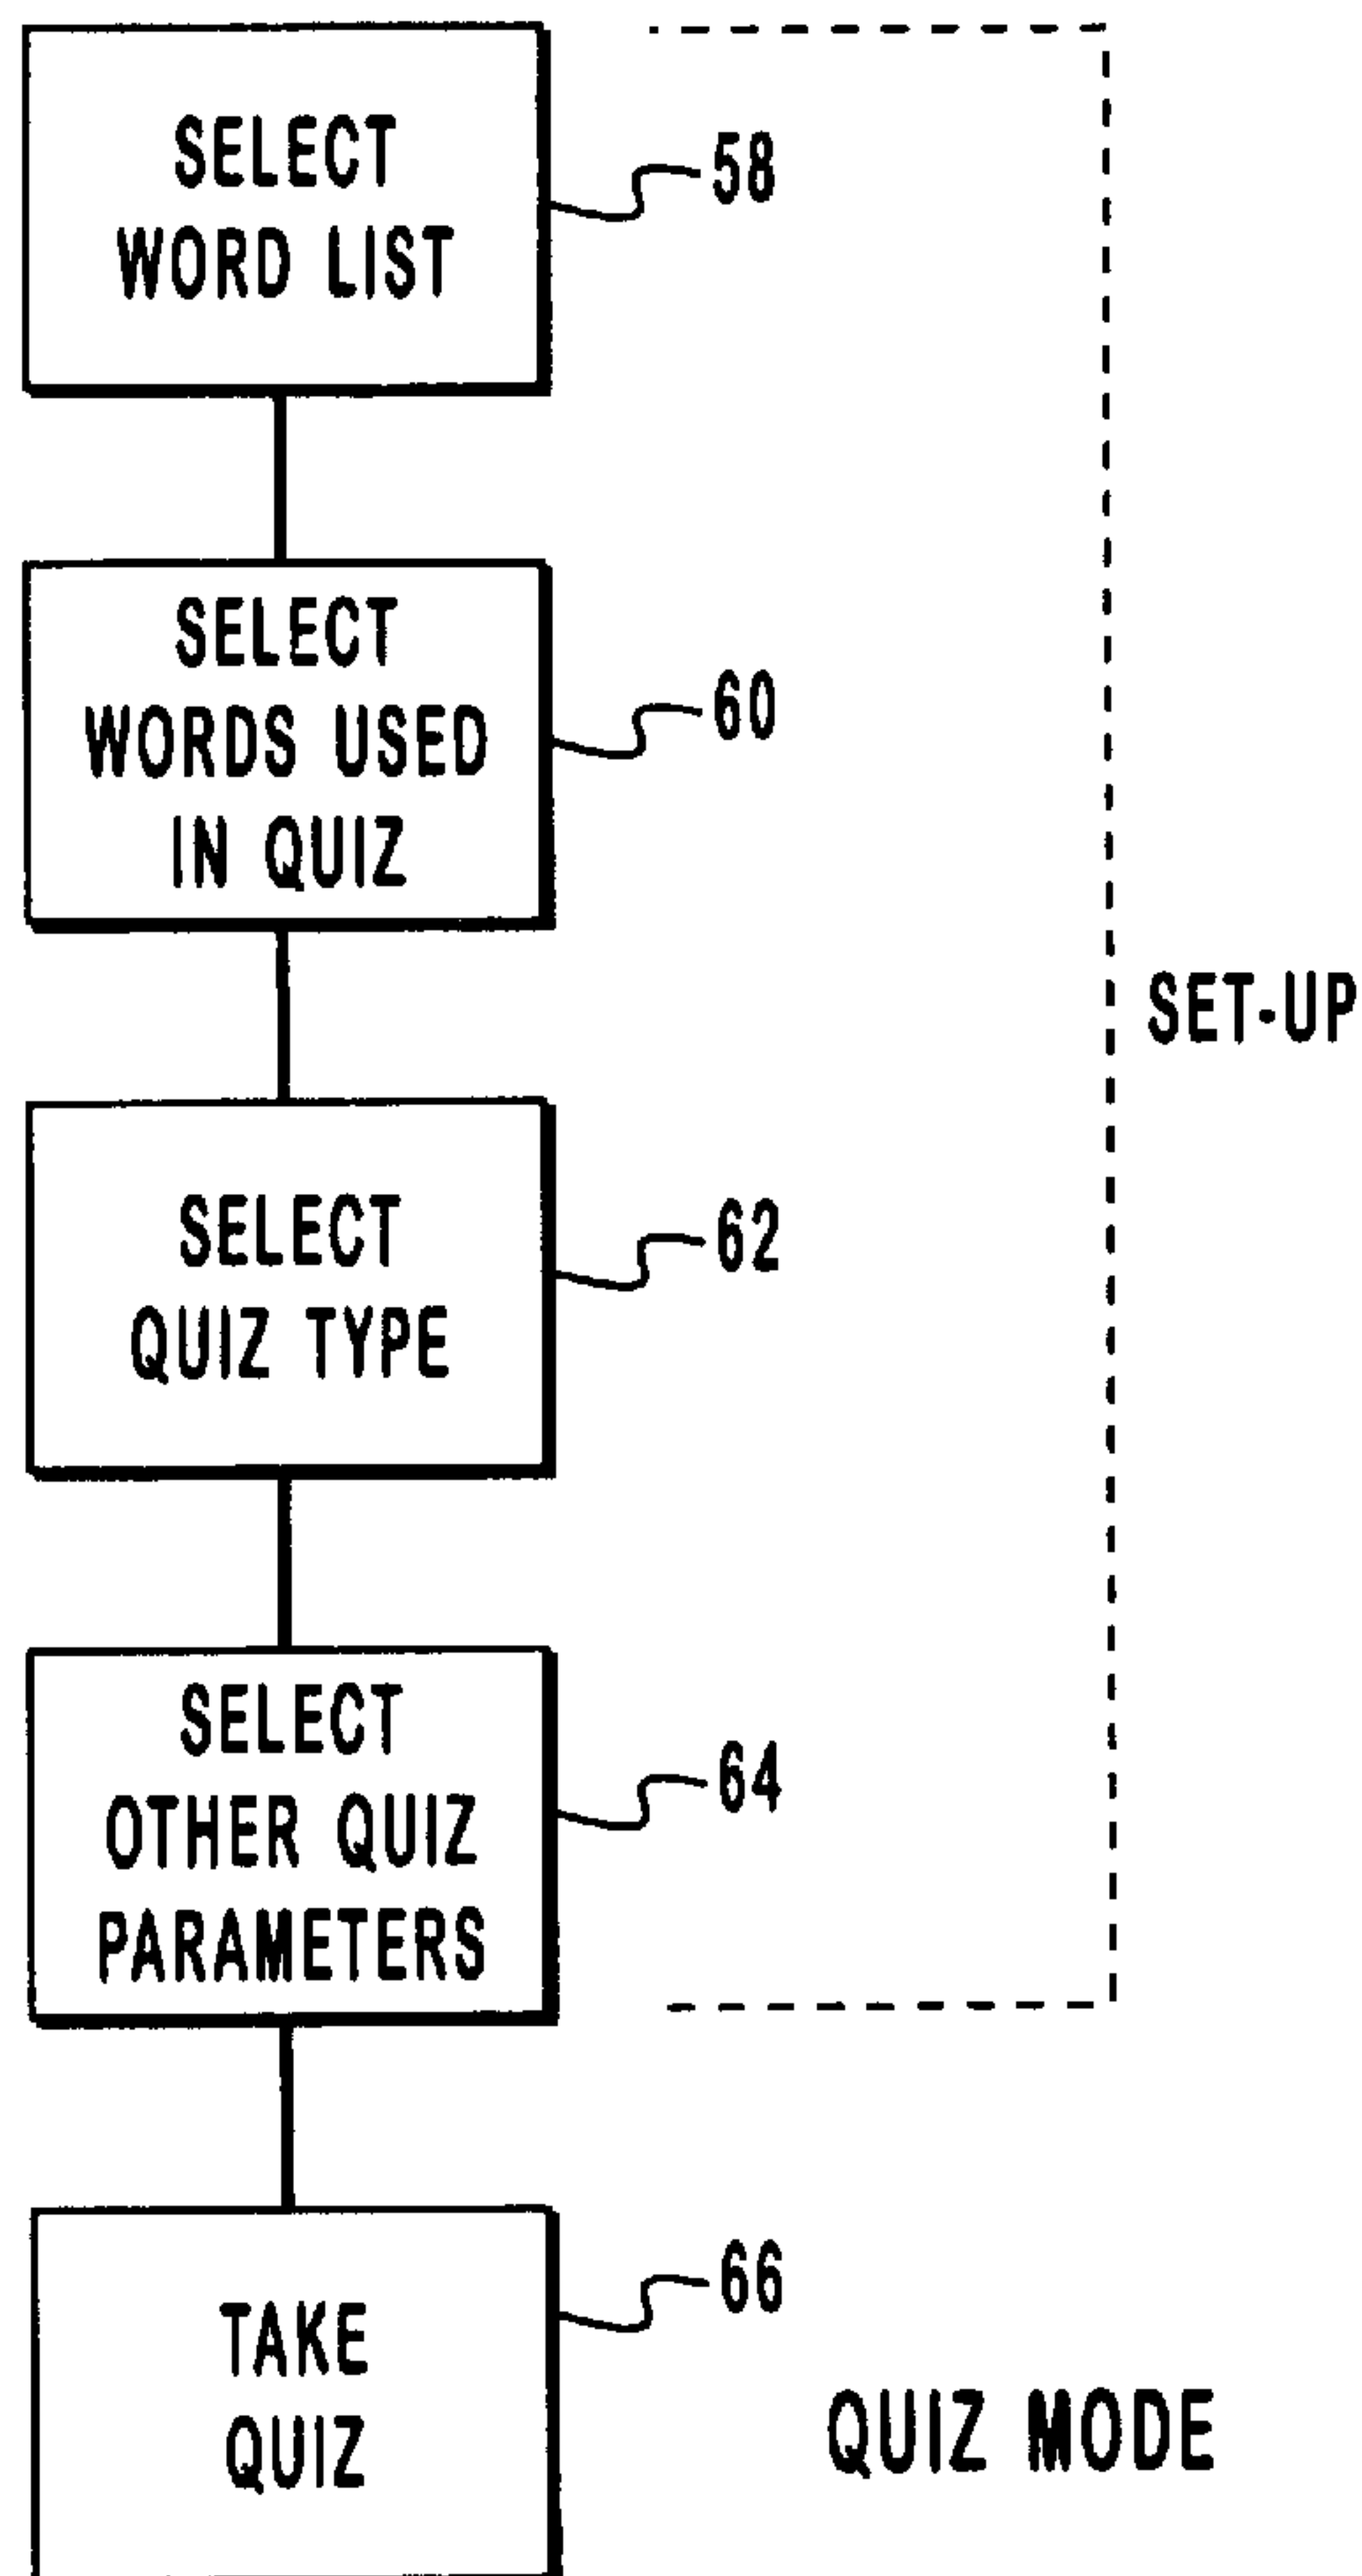 SELECT
WORD LIST
58
SELECT
WORDS USED
IN QUIZ
60
SET-UP
SELECT
QUIZ TYPE
62
SELECT
OTHER QUIZ
PARAMETERS
64
TAKE
QUIZ
66
QUIZ MODE